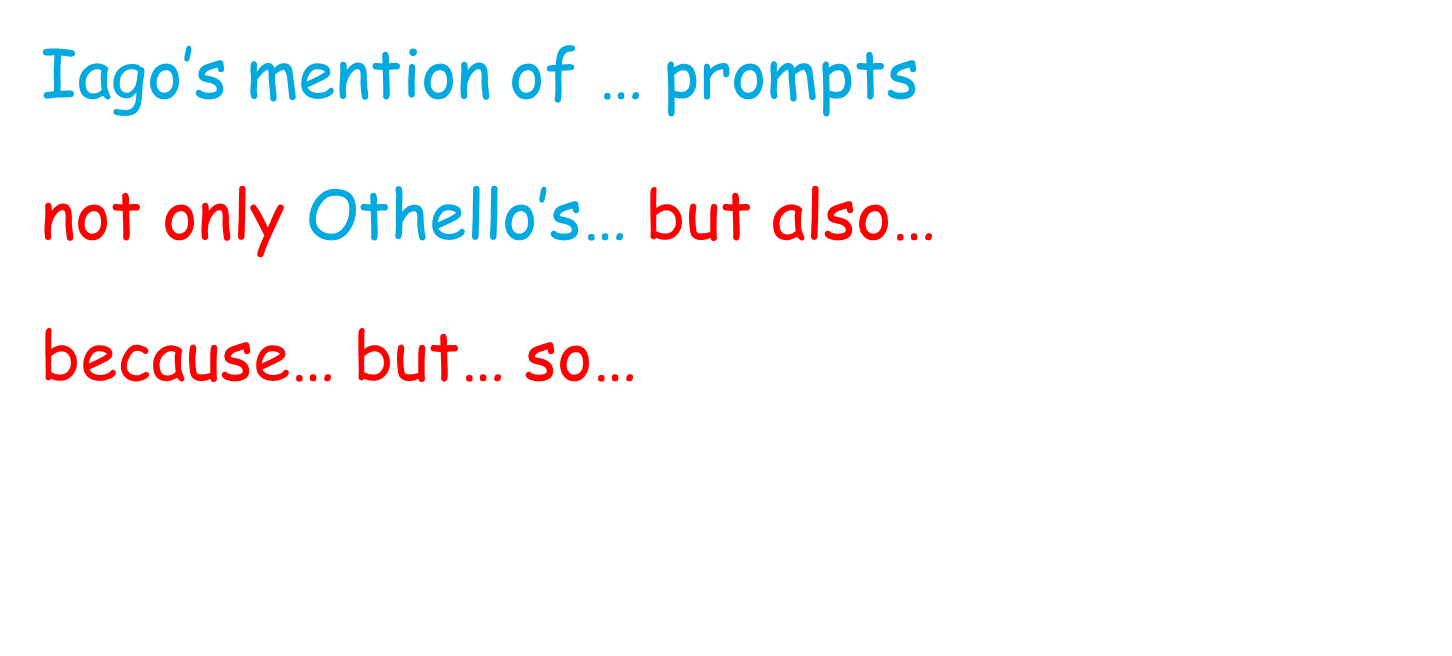 Iago’s mention of … prompts
not only Othello’s… but also…
because… but… so…